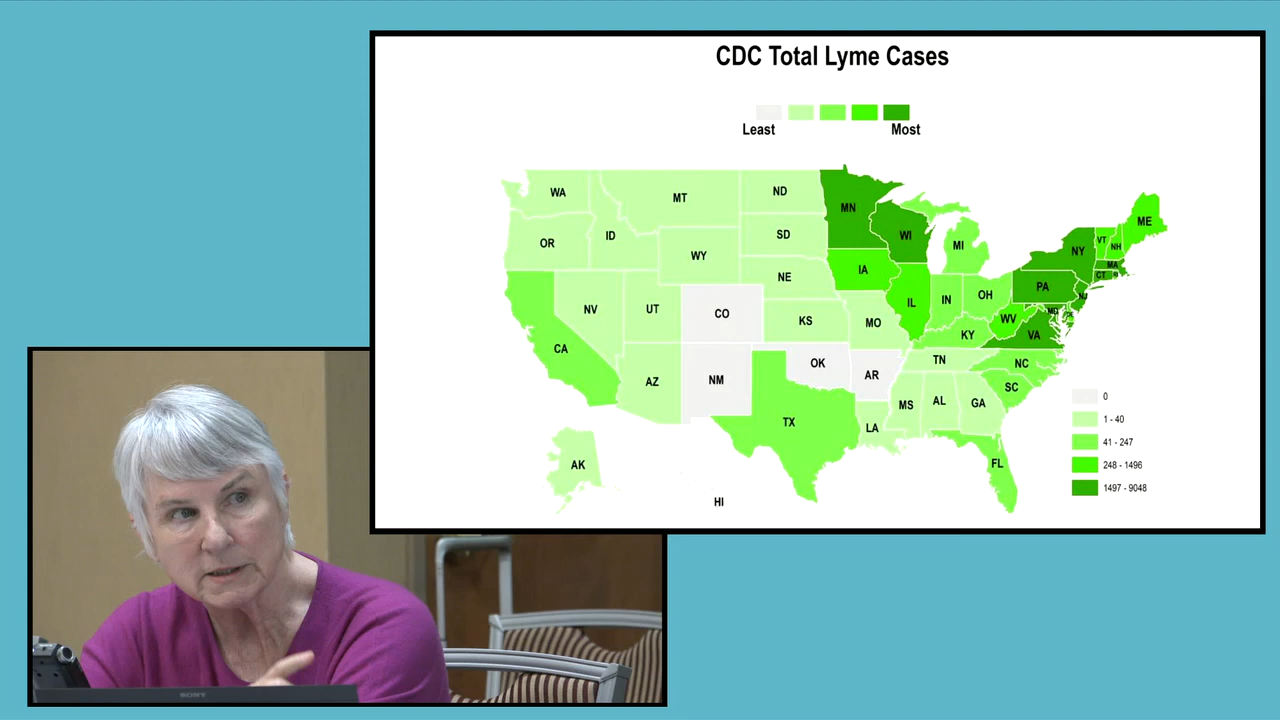 CDC Total Lyme Cases
Least Most
WA
MT
ND
MN
OR
ID
SD
WI
WY
MI
NY
VT
NH
ME
MA
CT
NV
UT
CO
NE
IA
IL
IN
OH
PA
NJ
MD
CA
KS
MO
KY
WV
VA
AZ
NM
OK
AR
TN
NC
SC
TX
LA
MS
AL
GA
FL
AK
HI
0
1 - 40
41 - 247
248 - 1496
1497 - 9048
SONY